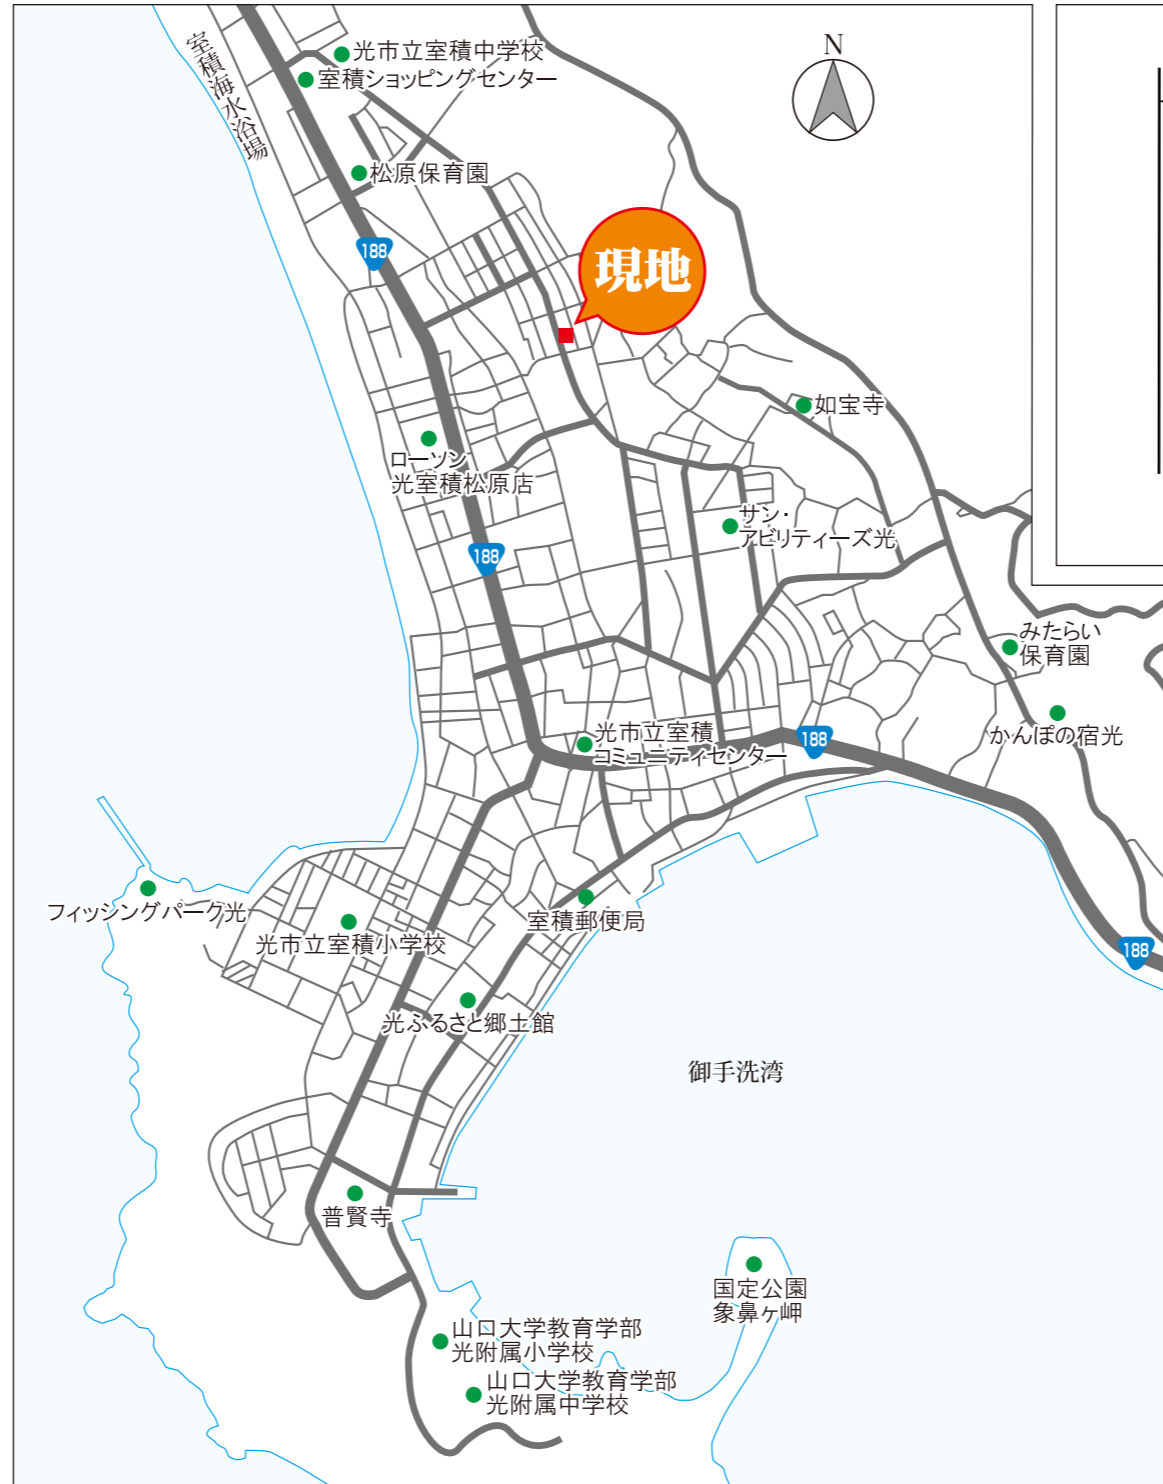 光市立室積中学校
N
室積ショッピングセンター
室積海水浴場
松原保育園
188
現地
如宝寺
ローソン
光室積松原店
サン・
アビリティーズ光
188
みたらい
保育園
かんぽの宿光
光市立室積
コミュニティセンター
188
フィッシングパーク光
室積郵便局
光市立室積小学校
188
光ふるさと郷土館
御手洗湾
普賢寺
国定公園
象鼻ヶ岬
山口大学教育学部
光附属小学校
山口大学教育学部
光附属中学校